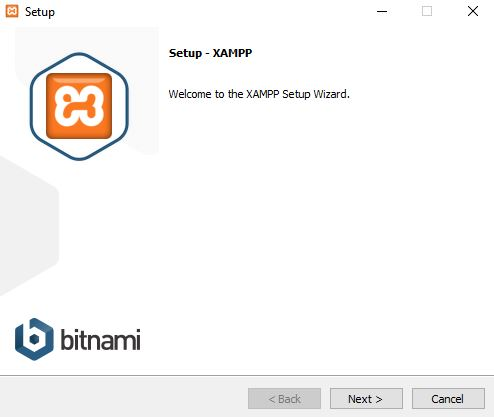 Setup
Setup - XAMPP
Welcome to the XAMPP Setup Wizard.
bitnami
< Back
Next >
Cancel